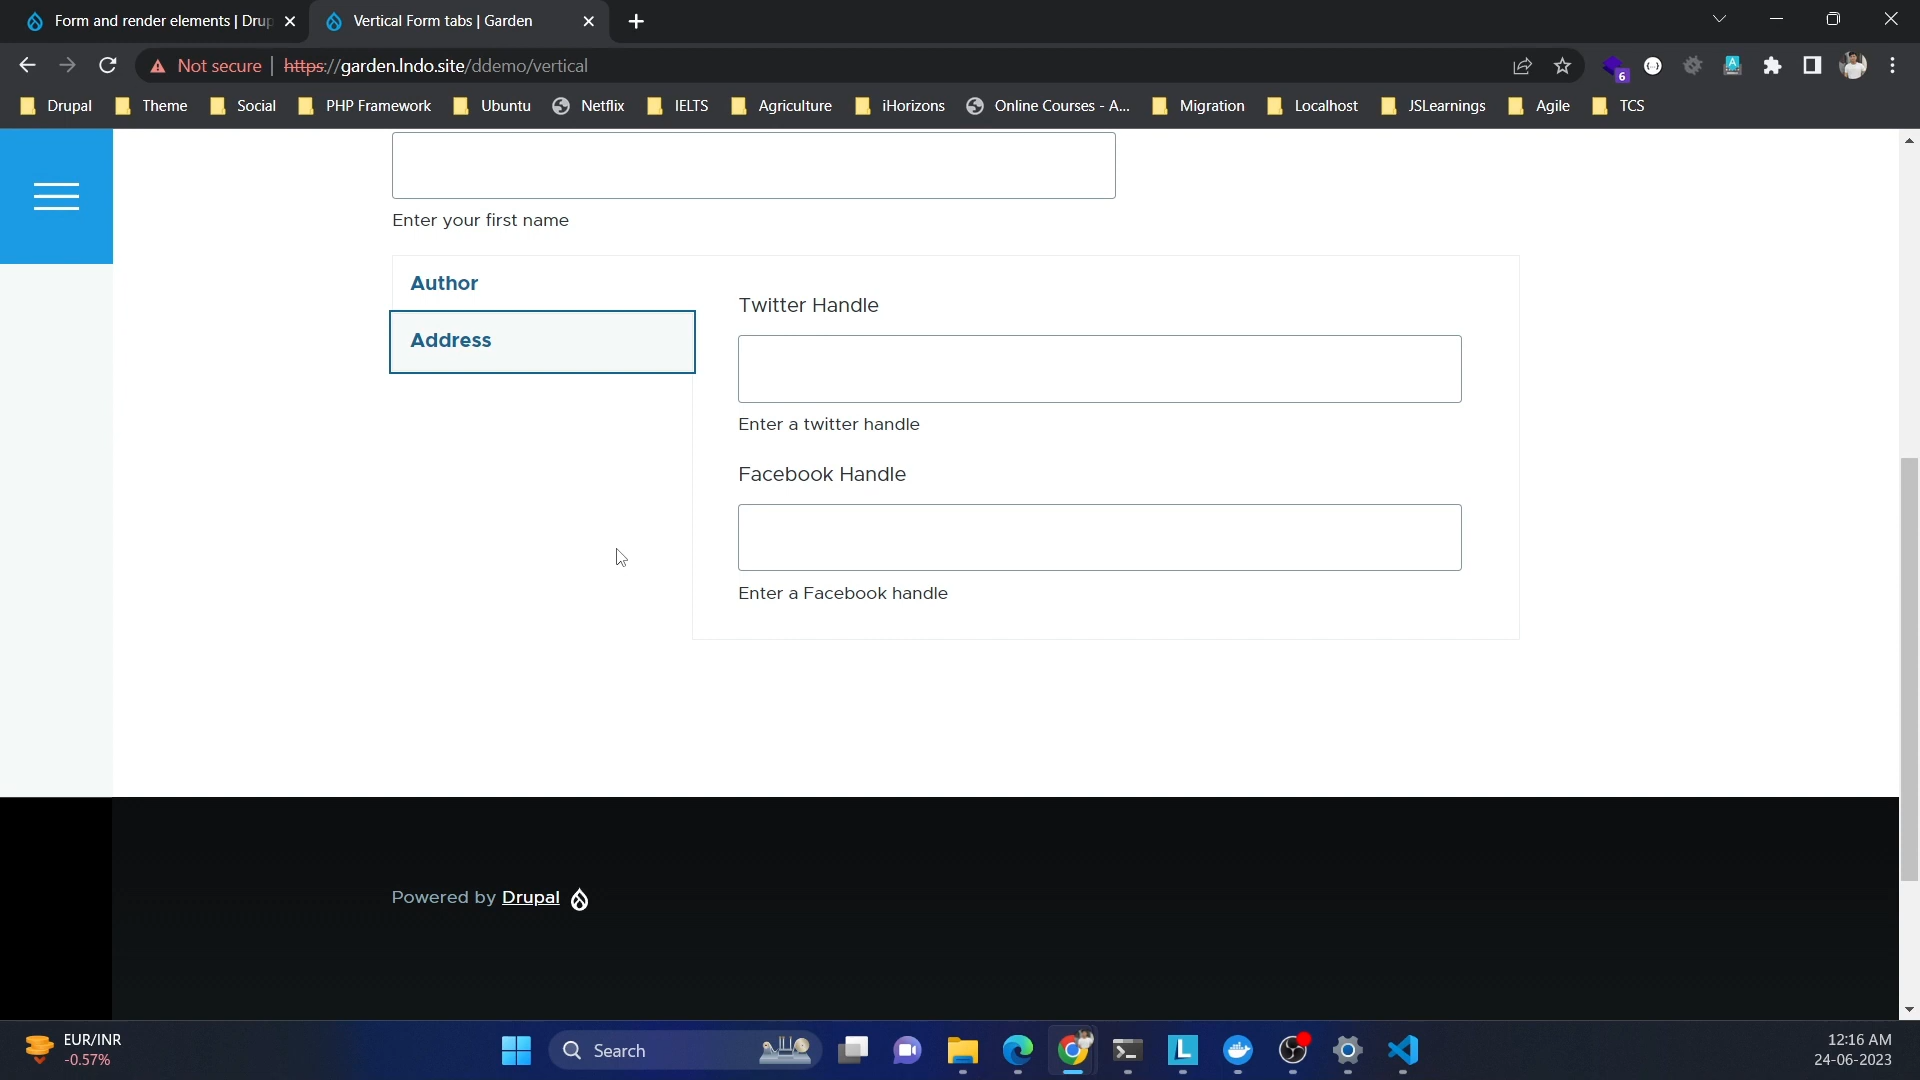 Form and render elements | Drup
Vertical Form tabs | Garden
Not secure
https://garden.lndo.site/ddemo/vertical
6
Drupal
Theme
Social
PHP Framework
Ubuntu
Netflix
IELTS
Agriculture
iHorizons
Online Courses - A...
Migration
Localhost
JSLearnings
Agile
TCS
Enter your first name
Author
Address
Twitter Handle
Enter a twitter handle
Facebook Handle
Enter a Facebook handle
Powered by Drupal
EUR/INR
-0.57%
Search
12:16 AM
24-06-2023